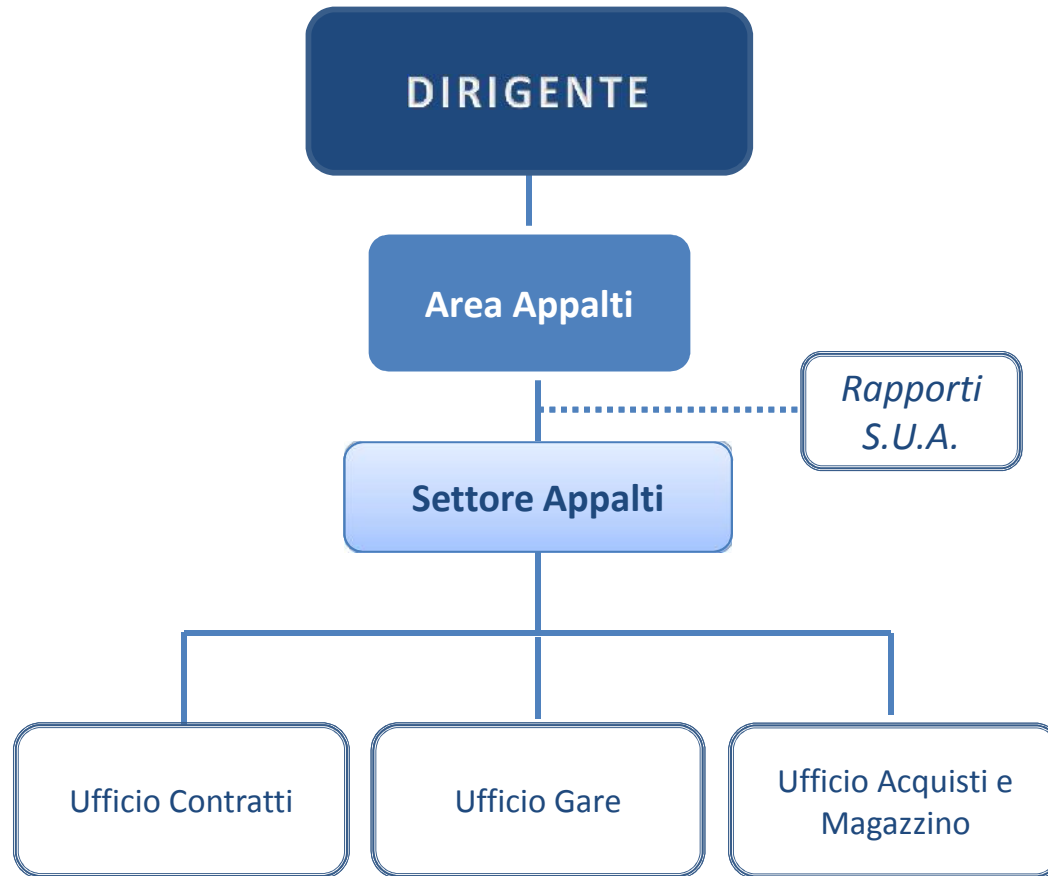 DIRIGENTE
Area Appalti
Rapporti
S.U.A.
Settore Appalti
Ufficio Contratti
Ufficio Gare
Ufficio Acquisti e
Magazzino